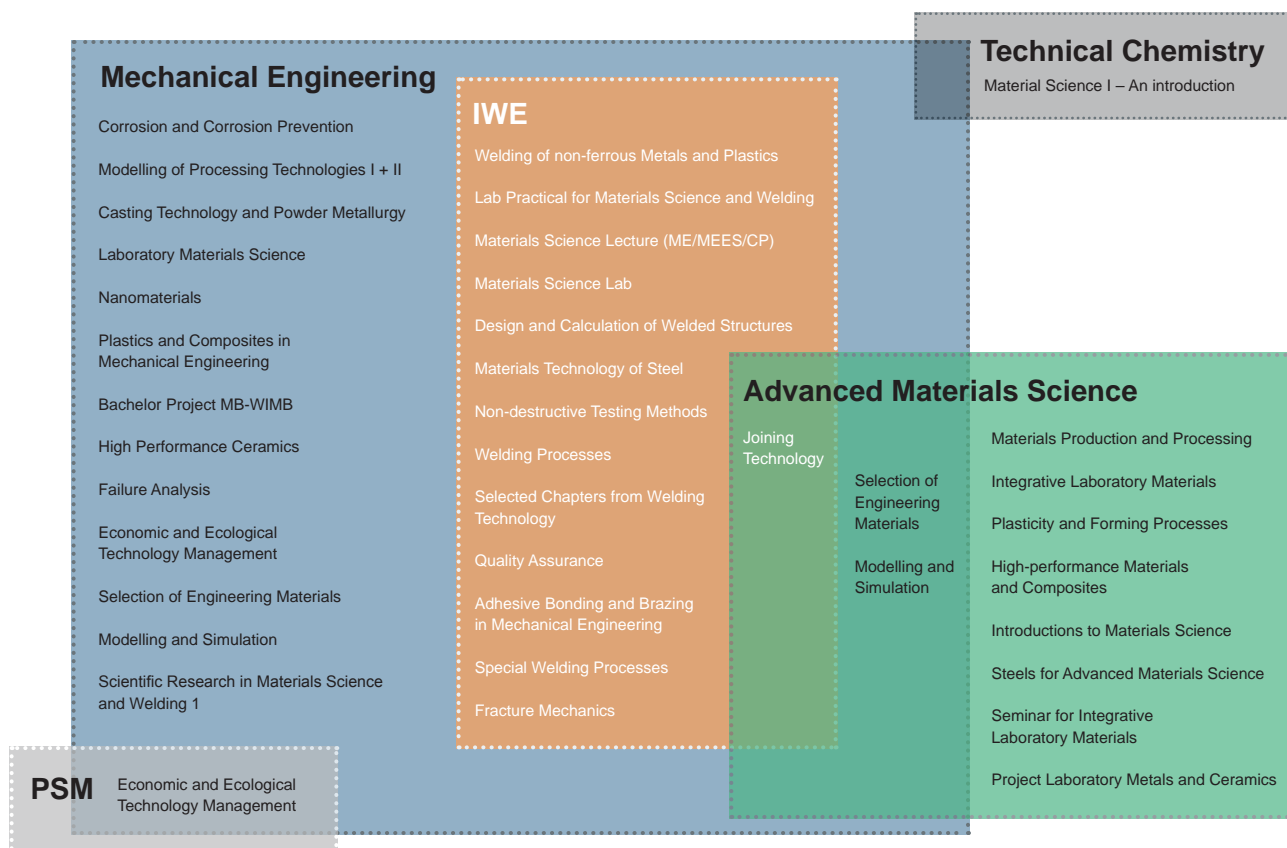 Technical Chemistry
Material Science I – An introduction
Mechanical Engineering
Corrosion and Corrosion Prevention
Modelling of Processing Technologies I + II
Casting Technology and Powder Metallurgy
Laboratory Materials Science
Nanomaterials
Plastics and Composites in
Mechanical Engineering
Bachelor Project MB-WIMB
High Performance Ceramics
Failure Analysis
Economic and Ecological
Technology Management
Selection of Engineering Materials
Modelling and Simulation
Scientific Research in Materials Science
and Welding 1
IWE
Welding of non-ferrous Metals and Plastics
Lab Practical for Materials Science and Welding
Materials Science Lecture (ME/MEES/CP)
Materials Science Lab
Design and Calculation of Welded Structures
Materials Technology of Steel
Non-destructive Testing Methods
Welding Processes
Selected Chapters from Welding
Technology
Quality Assurance
Adhesive Bonding and Brazing
in Mechanical Engineering
Special Welding Processes
Fracture Mechanics
Advanced Materials Science
Joining
Technology
Selection of
Engineering
Materials
Modelling and
Simulation
Materials Production and Processing
Integrative Laboratory Materials
Plasticity and Forming Processes
High-performance Materials
and Composites
Introductions to Materials Science
Steels for Advanced Materials Science
Seminar for Integrative
Laboratory Materials
Project Laboratory Metals and Ceramics
PSM
Economic and Ecological
Technology Management